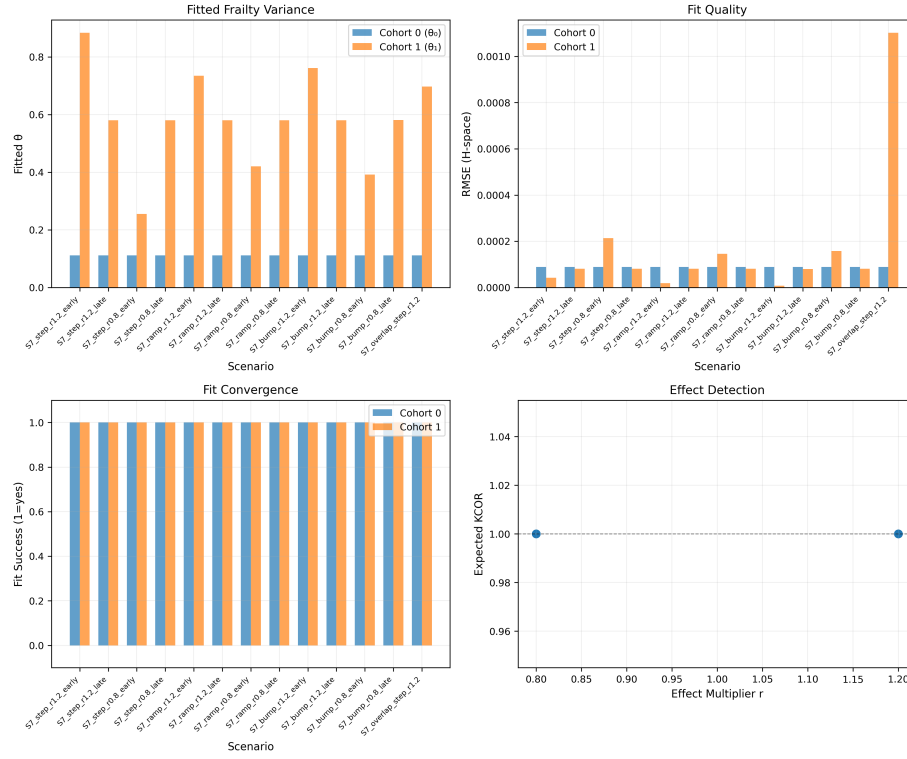 Fitted Frailty Variance
Cohort 0 (θ₀)
Cohort 1 (θ₁)
Fitted θ
0.8
0.6
0.4
0.2
0.0
S7_step_r1.2_early
S7_step_r1.2_late
S7_step_r0.8_early
S7_step_r0.8_late
S7_ramp_r1.2_early
S7_ramp_r1.2_late
S7_ramp_r0.8_early
S7_ramp_r0.8_late
S7_bump_r1.2_early
S7_bump_r1.2_late
S7_bump_r0.8_early
S7_bump_r0.8_late
S7_overlap_step_r1.2
Scenario
Fit Quality
Cohort 0
Cohort 1
RMSE (H-space)
0.0010
0.0008
0.0006
0.0004
0.0002
0.0000
S7_step_r1.2_early
S7_step_r1.2_late
S7_step_r0.8_early
S7_step_r0.8_late
S7_ramp_r1.2_early
S7_ramp_r1.2_late
S7_ramp_r0.8_early
S7_ramp_r0.8_late
S7_bump_r1.2_early
S7_bump_r1.2_late
S7_bump_r0.8_early
S7_bump_r0.8_late
S7_overlap_step_r1.2
Scenario
Fit Convergence
Cohort 0
Cohort 1
Fit Success (1=yes)
1.0
0.8
0.6
0.4
0.2
0.0
S7_step_r1.2_early
S7_step_r1.2_late
S7_step_r0.8_early
S7_step_r0.8_late
S7_ramp_r1.2_early
S7_ramp_r1.2_late
S7_ramp_r0.8_early
S7_ramp_r0.8_late
S7_bump_r1.2_early
S7_bump_r1.2_late
S7_bump_r0.8_early
S7_bump_r0.8_late
S7_overlap_step_r1.2
Scenario
Effect Detection
Expected KCOR
1.04
1.02
1.00
0.98
0.96
0.80 0.85 0.90 0.95 1.00 1.05 1.10 1.15 1.20
Effect Multiplier r